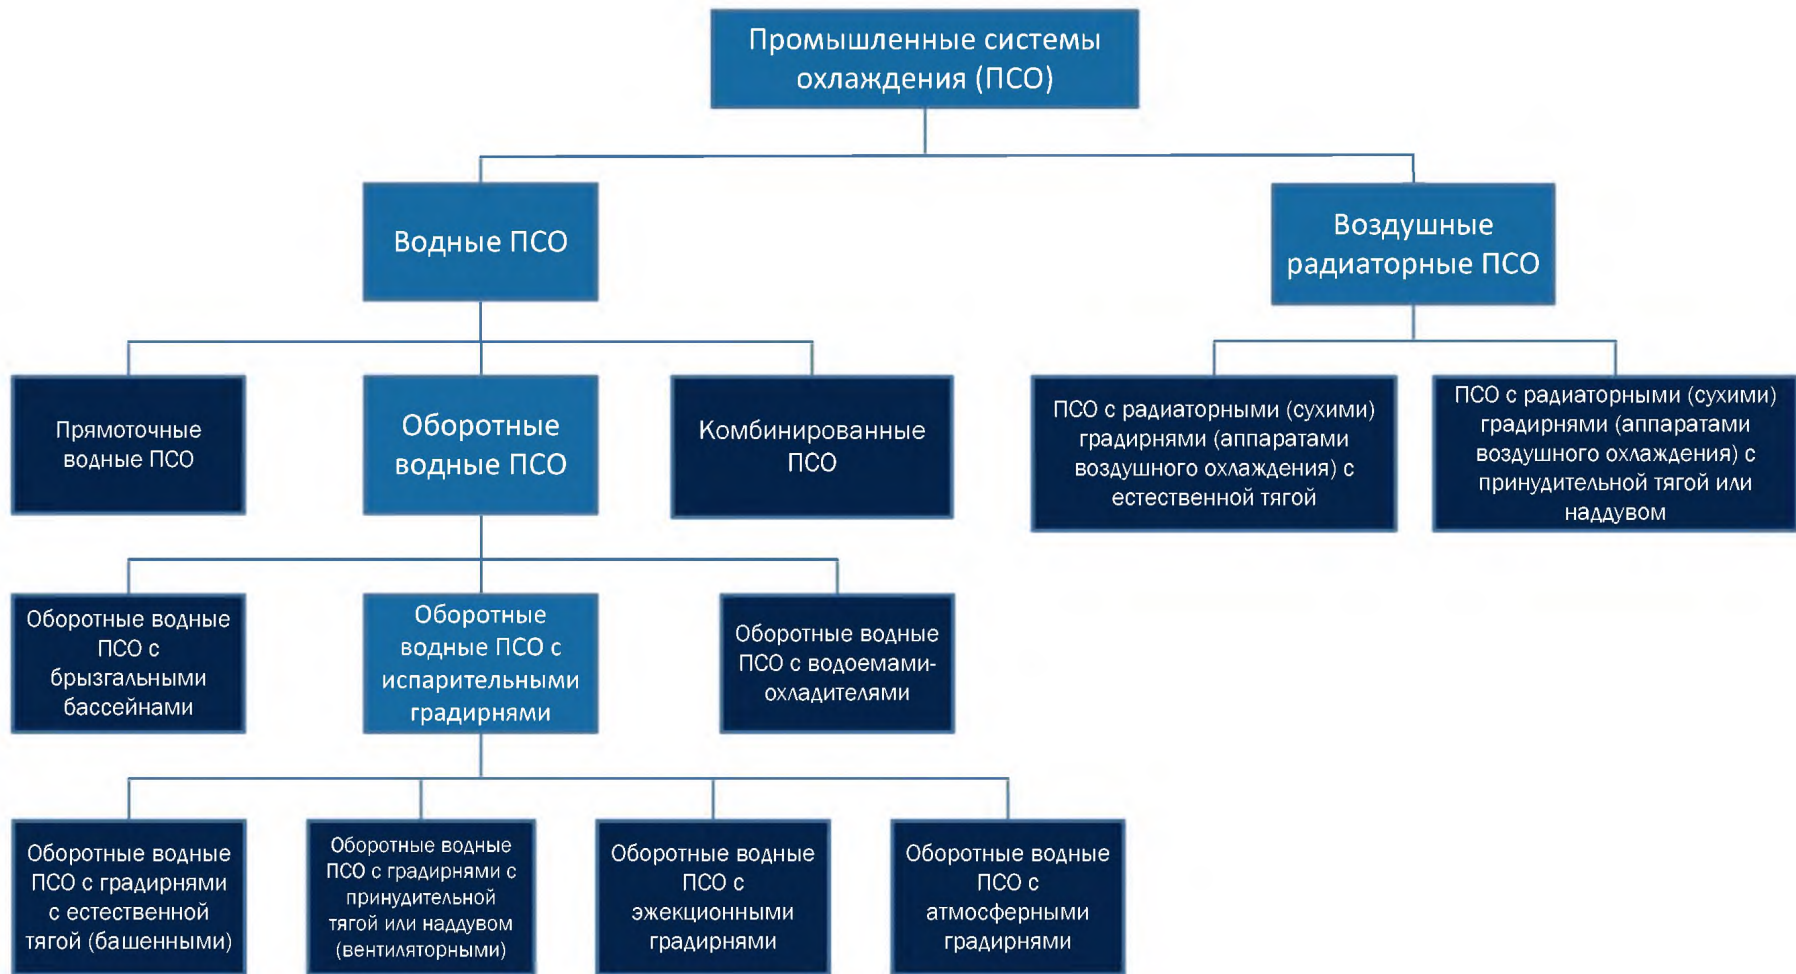 Промышленные системы
охлаждения (ПСО)
Водные ПСО
Воздушные
радиаторные ПСО
Прямоточные
водные ПСО
Оборотные
водные ПСО
Комбинированные
ПСО
ПСО с радиаторными (сухими)
градирнями (аппаратами
воздушного охлаждения) с
естественной тягой
ПСО с радиаторными (сухими)
градирнями (аппаратами
воздушного охлаждения) с
принудительной тягой или
наддувом
Оборотные водные
ПСО с
брызгальными
бассейнами
Оборотные
водные ПСО с
испарительными
градирнями
Оборотные водные
ПСО с водоемами-
охладителями
Оборотные водные
ПСО с градирнями
с естественной
тягой (башенными)
Оборотные водные
ПСО с градирнями с
принудительной
тягой или наддувом
(вентиляторными)
Оборотные водные
ПСО с
эжекционными
градирнями
Оборотные водные
ПСО с
атмосферными
градирнями